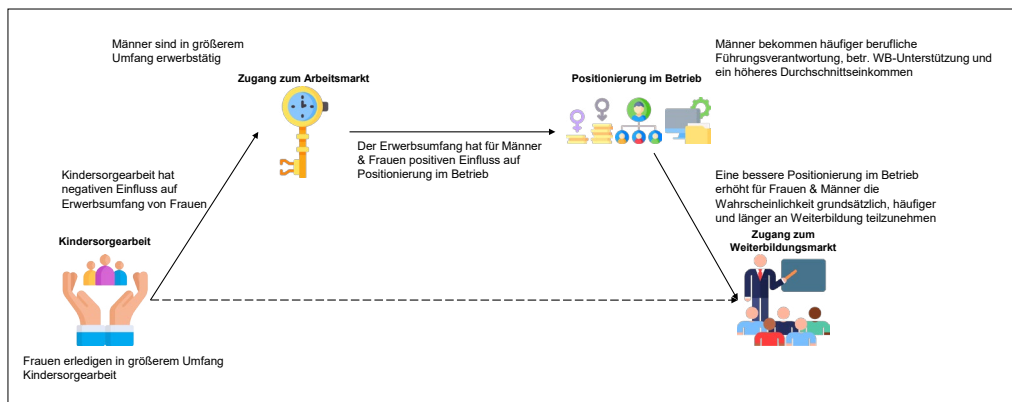 Männer sind in größerem
Umfang erwerbstätig
Zugang zum Arbeitsmarkt
Positionierung im Betrieb
Männer bekommen häufiger berufliche
Führungsverantwortung, betr. WB-Unterstützung und
ein höheres Durchschnittseinkommen
Der Erwerbsumfang hat für Männer
& Frauen positiven Einfluss auf
Positionierung im Betrieb
Kindersorgearbeit hat
negativen Einfluss auf
Erwerbsumfang von Frauen
Eine bessere Positionierung im Betrieb
erhöht für Frauen & Männer die
Wahrscheinlichkeit grundsätzlich, häufiger
und länger an Weiterbildung teilzunehmen
Kindersorgearbeit
Zugang zum
Weiterbildungsmarkt
Frauen erledigen in größerem Umfang
Kindersorgearbeit